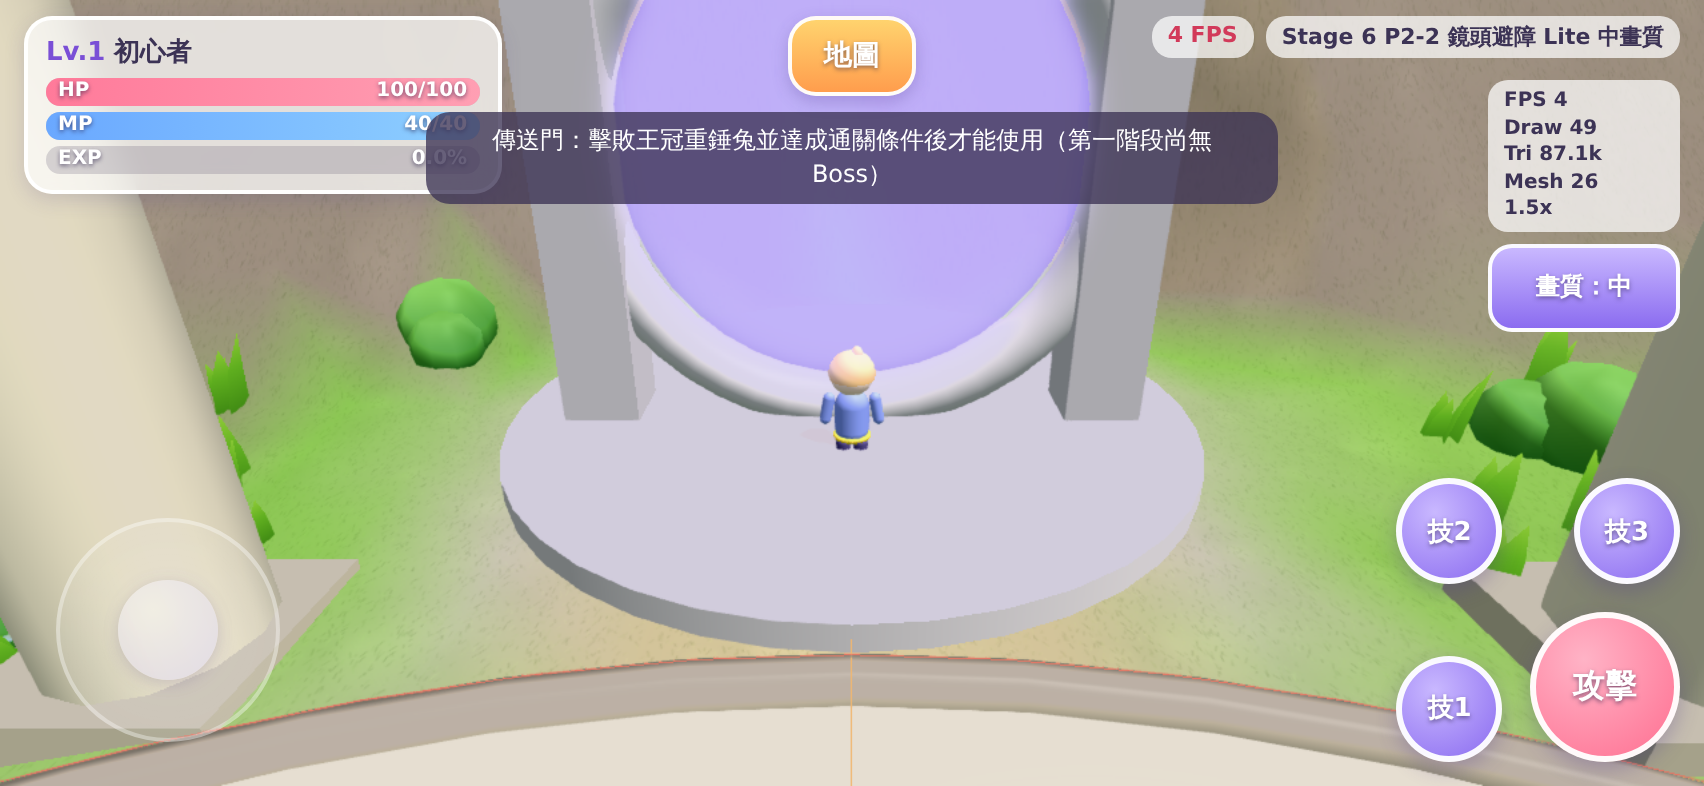 Lv.1 初心者
HP 100/100
MP 40/40
EXP 0.0%
地圖
4 FPS
Stage 6 P2-2 鏡頭避障 Lite 中畫質
傳送門：擊敗王冠重錘兔並達成通關條件後才能使用（第一階段尚無
Boss）
FPS 4
Draw 49
Tri 87.1k
Mesh 26
1.5x
畫質：中
技2
技3
技1
攻擊